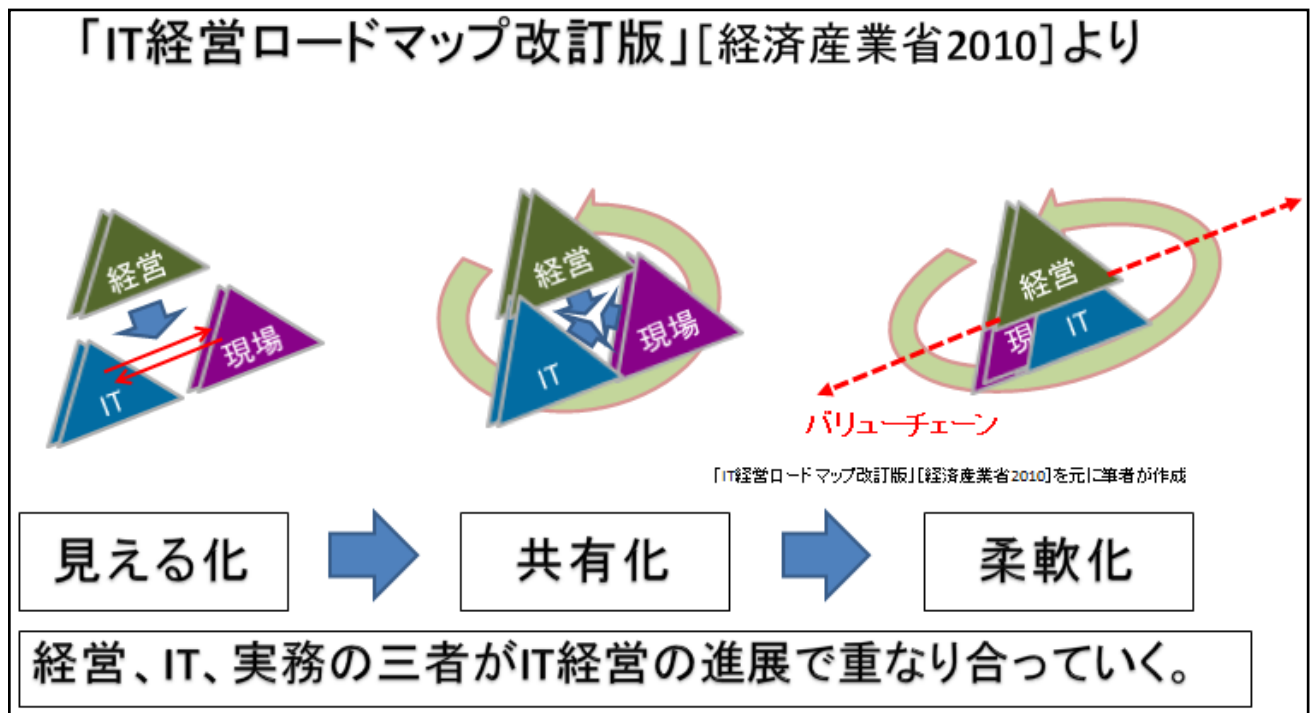 「IT経営ロードマップ改訂版」[経済産業省2010]より
経営
現場
IT
経営
現場
IT
経営
現
IT
バリューチェーン
「IT経営ロードマップ改訂版」[経済産業省2010]を元に筆者が作成
見える化
共有化
柔軟化
経営、IT、実務の三者がIT経営の進展で重なり合っていく。